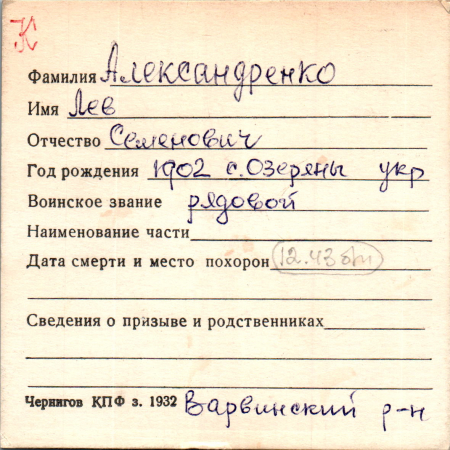 К
Фамилия Александренко
Имя Лев
Отчество Семенович
Год рождения 1902 с. Озеряны укр
Воинское звание рядовой
Наименование части
Дата смерти и место похорон 12.43 бп
Сведения о призыве и родственниках
Чернигов КПФ з. 1932 Варвинский р-н